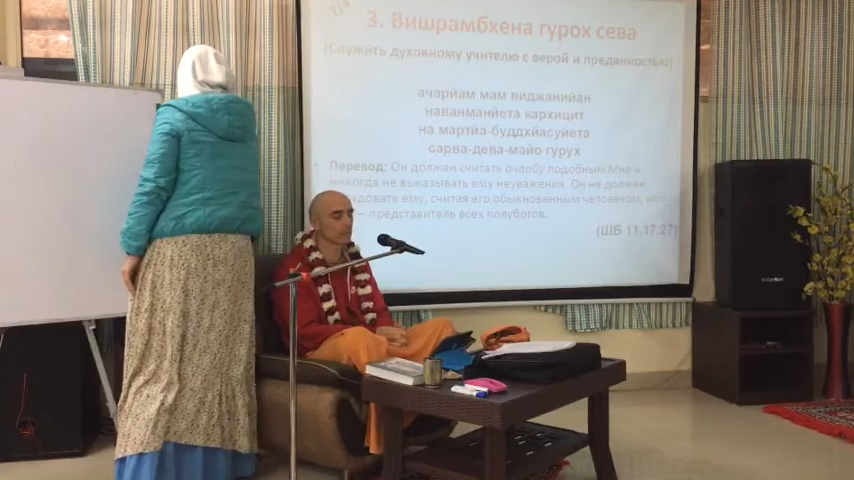 3. Вишрамбхена гурох сева
(Служить духовному учителю с верой и преданностью)
ачарйам мам виджанийан
наванманйета кархицит
на мартйа-буддхйасуйета
сарва-дева-майо гурух
Перевод: Он должен считать ачарйу подобным Мне и
никогда не выказывать ему неуважения. Он не должен
ему, считая его обыкновенным человеком, ибо
– представитель всех полубогов.
(ШБ 11.17.27)